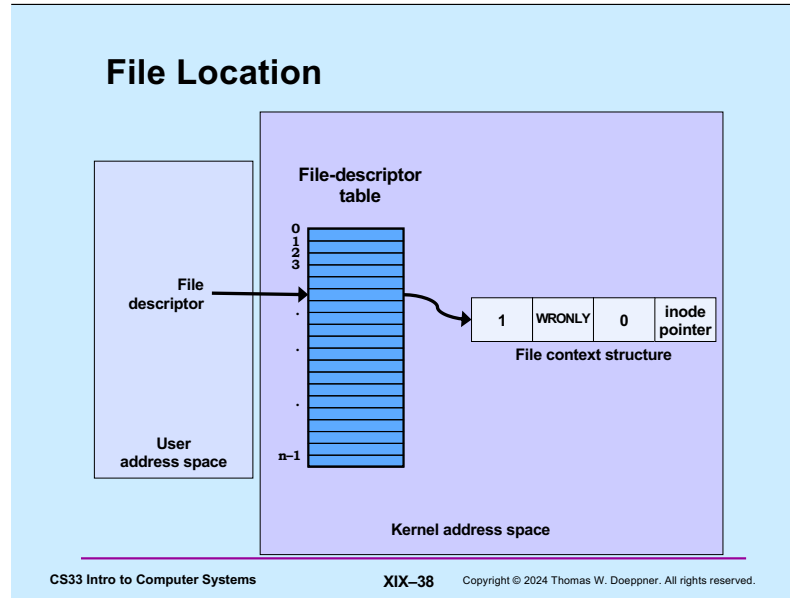 File Location
File-descriptor
table
0
1
2
3
File
descriptor
.
.
.
n–1
1
WRONLY
0
inode
pointer
File context structure
User
address space
Kernel address space
CS33 Intro to Computer Systems
XIX–38
Copyright © 2024 Thomas W. Doeppner. All rights reserved.